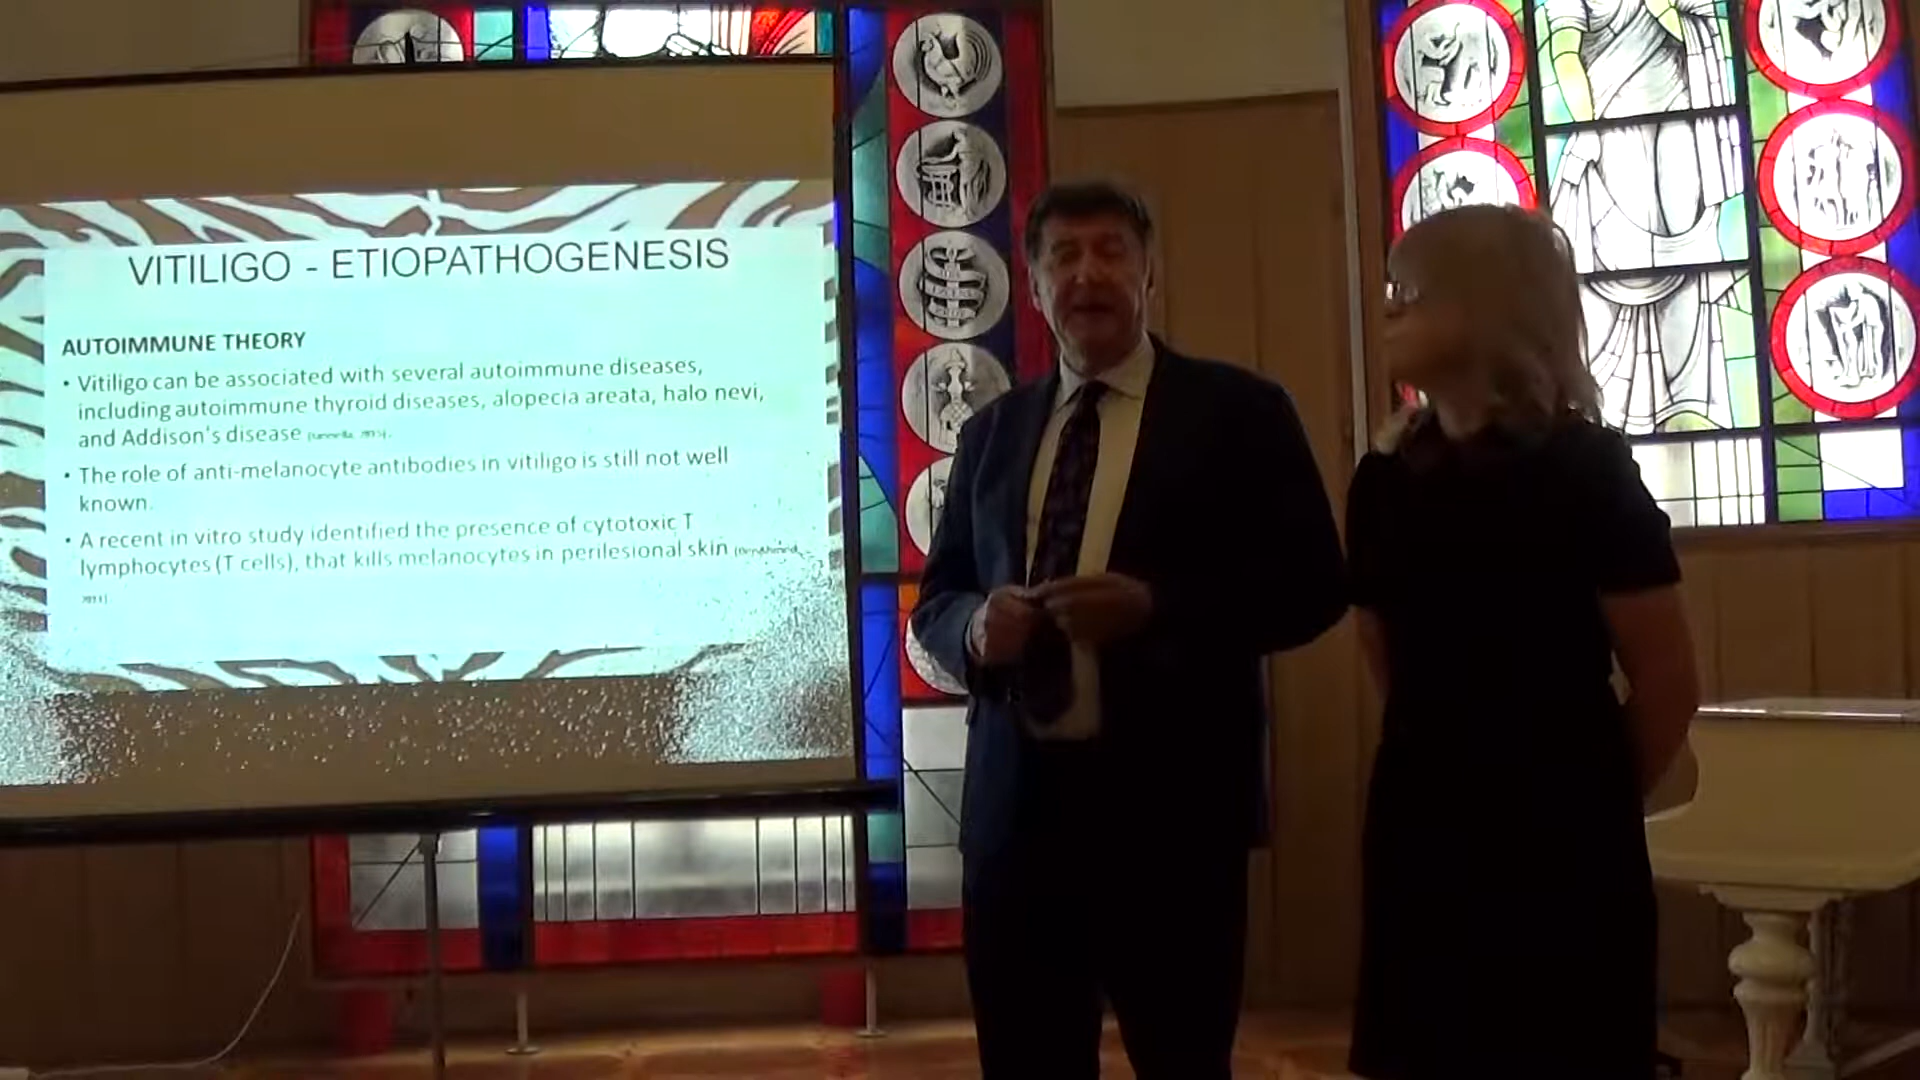 VITILIGO - ETIOPATHOGENESIS
AUTOIMMUNE THEORY
• Vitiligo can be associated with several autoimmune diseases,
including autoimmune thyroid diseases, alopecia areata, halo nevi,
and Addison's disease
• The role of anti-melanocyte antibodies in vitiligo is still not well
known.
• A recent in vitro study identified the presence of cytotoxic T
lymphocytes (T cells), that kills melanocytes in perilesional skin